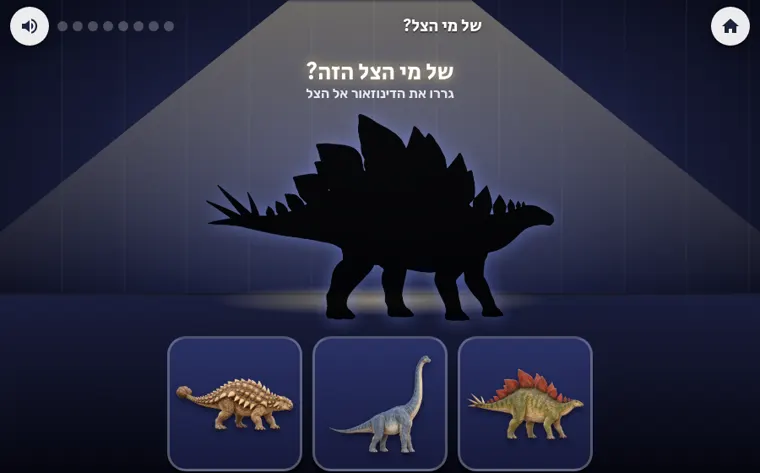 של מי הצל?
של מי הצל הזה?
גררו את הדינוזאור אל הצל